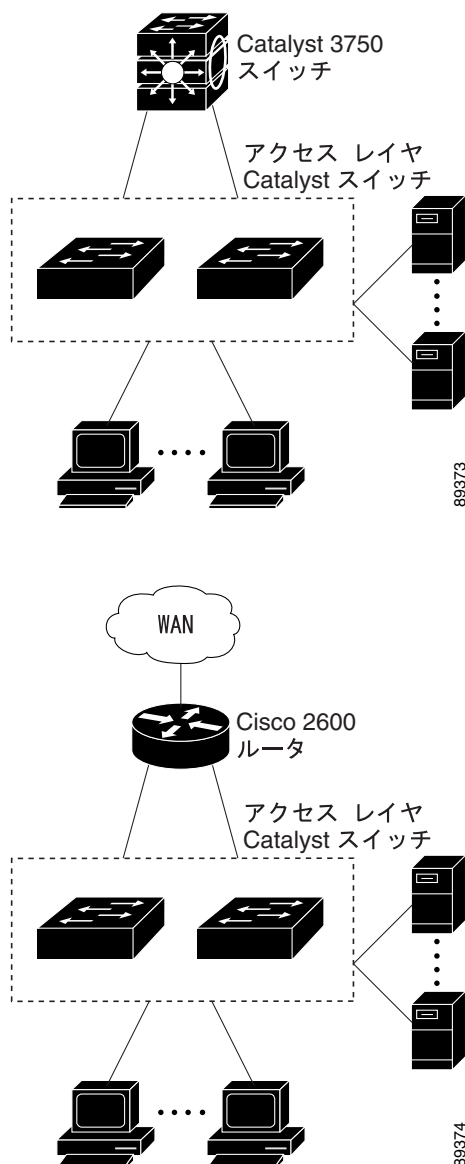 Catalyst 3750
スイッチ
アクセス レイヤ
Catalyst スイッチ
89373
WAN
Cisco 2600
ルータ
アクセス レイヤ
Catalyst スイッチ
89374